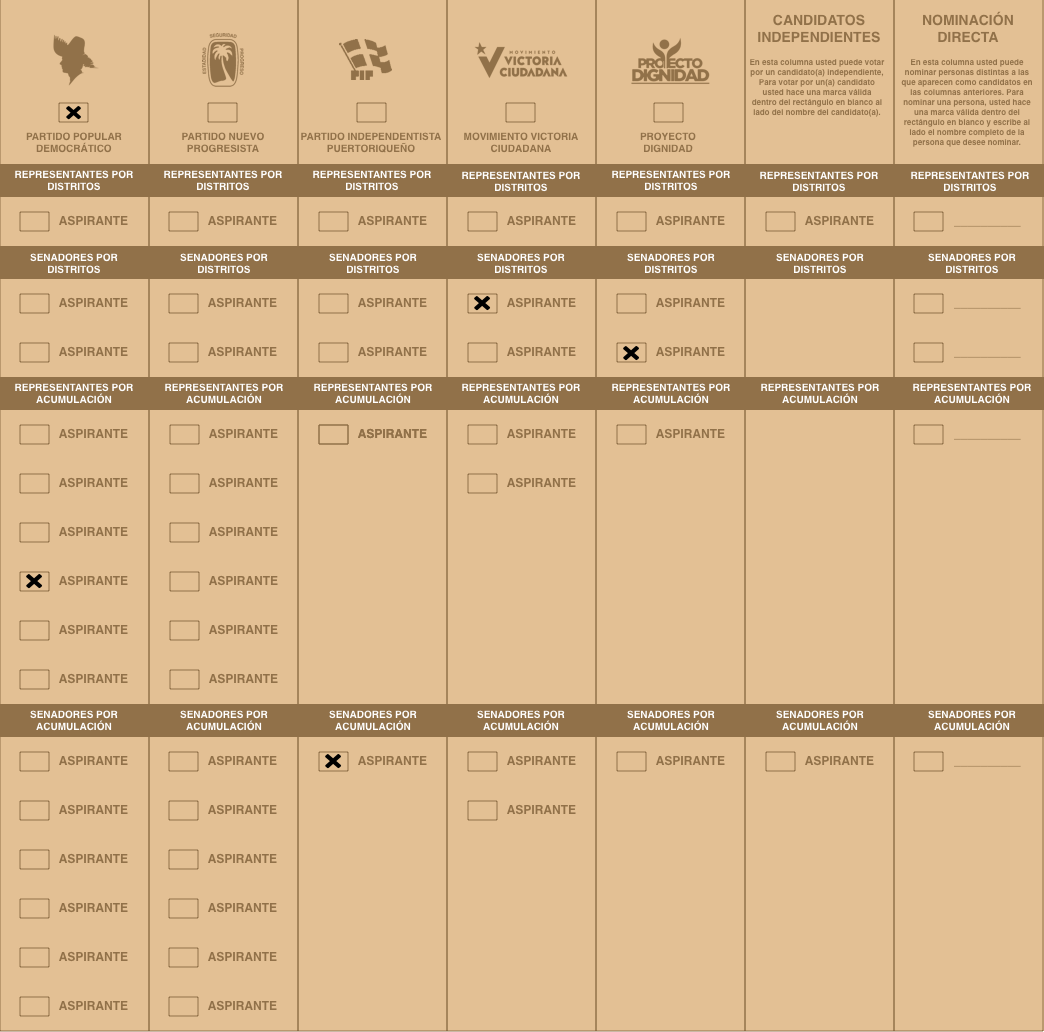 SEGURIDAD
ESTADIDAD
PROGRESO
PIP
MOVIMIENTO
VICTORIA
CIUDADANA
PROYECTO
DIGNIDAD
PARTIDO POPULAR
DEMOCRÁTICO
PARTIDO NUEVO
PROGRESISTA
PARTIDO INDEPENDENTISTA
PUERTORIQUEÑO
MOVIMIENTO VICTORIA
CIUDADANA
PROYECTO
DIGNIDAD
CANDIDATOS
INDEPENDIENTES
En esta columna usted puede votar
por un candidato(a) independiente,
Para votar por un(a) candidato
usted hace una marca válida
dentro del rectángulo en blanco al
lado del nombre del candidato(a).
NOMINACIÓN
DIRECTA
En esta columna usted puede
nominar personas distintas a las
que aparecen como candidatos en
las columnas anteriores. Para
nominar una persona, usted hace
una marca válida dentro del
rectángulo en blanco y escribe al
lado el nombre completo de la
persona que desee nominar.
REPRESENTANTES POR REPRESENTANTES POR REPRESENTANTES POR REPRESENTANTES POR REPRESENTANTES POR REPRESENTANTES POR REPRESENTANTES POR
DISTRITOS DISTRITOS DISTRITOS DISTRITOS DISTRITOS DISTRITOS DISTRITOS
ASPIRANTE ASPIRANTE ASPIRANTE ASPIRANTE ASPIRANTE ASPIRANTE
SENADORES POR SENADORES POR SENADORES POR SENADORES POR SENADORES POR SENADORES POR SENADORES POR
DISTRITOS DISTRITOS DISTRITOS DISTRITOS DISTRITOS DISTRITOS DISTRITOS
ASPIRANTE ASPIRANTE ASPIRANTE ASPIRANTE ASPIRANTE
ASPIRANTE ASPIRANTE ASPIRANTE ASPIRANTE ASPIRANTE
REPRESENTANTES POR REPRESENTANTES POR REPRESENTANTES POR REPRESENTANTES POR REPRESENTANTES POR REPRESENTANTES POR REPRESENTANTES POR
ACUMULACIÓN ACUMULACIÓN ACUMULACIÓN ACUMULACIÓN ACUMULACIÓN ACUMULACIÓN ACUMULACIÓN
ASPIRANTE ASPIRANTE ASPIRANTE ASPIRANTE ASPIRANTE
ASPIRANTE ASPIRANTE ASPIRANTE
ASPIRANTE ASPIRANTE
ASPIRANTE ASPIRANTE
ASPIRANTE ASPIRANTE
ASPIRANTE ASPIRANTE
SENADORES POR SENADORES POR SENADORES POR SENADORES POR SENADORES POR SENADORES POR SENADORES POR
ACUMULACIÓN ACUMULACIÓN ACUMULACIÓN ACUMULACIÓN ACUMULACIÓN ACUMULACIÓN ACUMULACIÓN
ASPIRANTE ASPIRANTE ASPIRANTE ASPIRANTE ASPIRANTE ASPIRANTE
ASPIRANTE ASPIRANTE ASPIRANTE
ASPIRANTE ASPIRANTE
ASPIRANTE ASPIRANTE
ASPIRANTE ASPIRANTE
ASPIRANTE ASPIRANTE